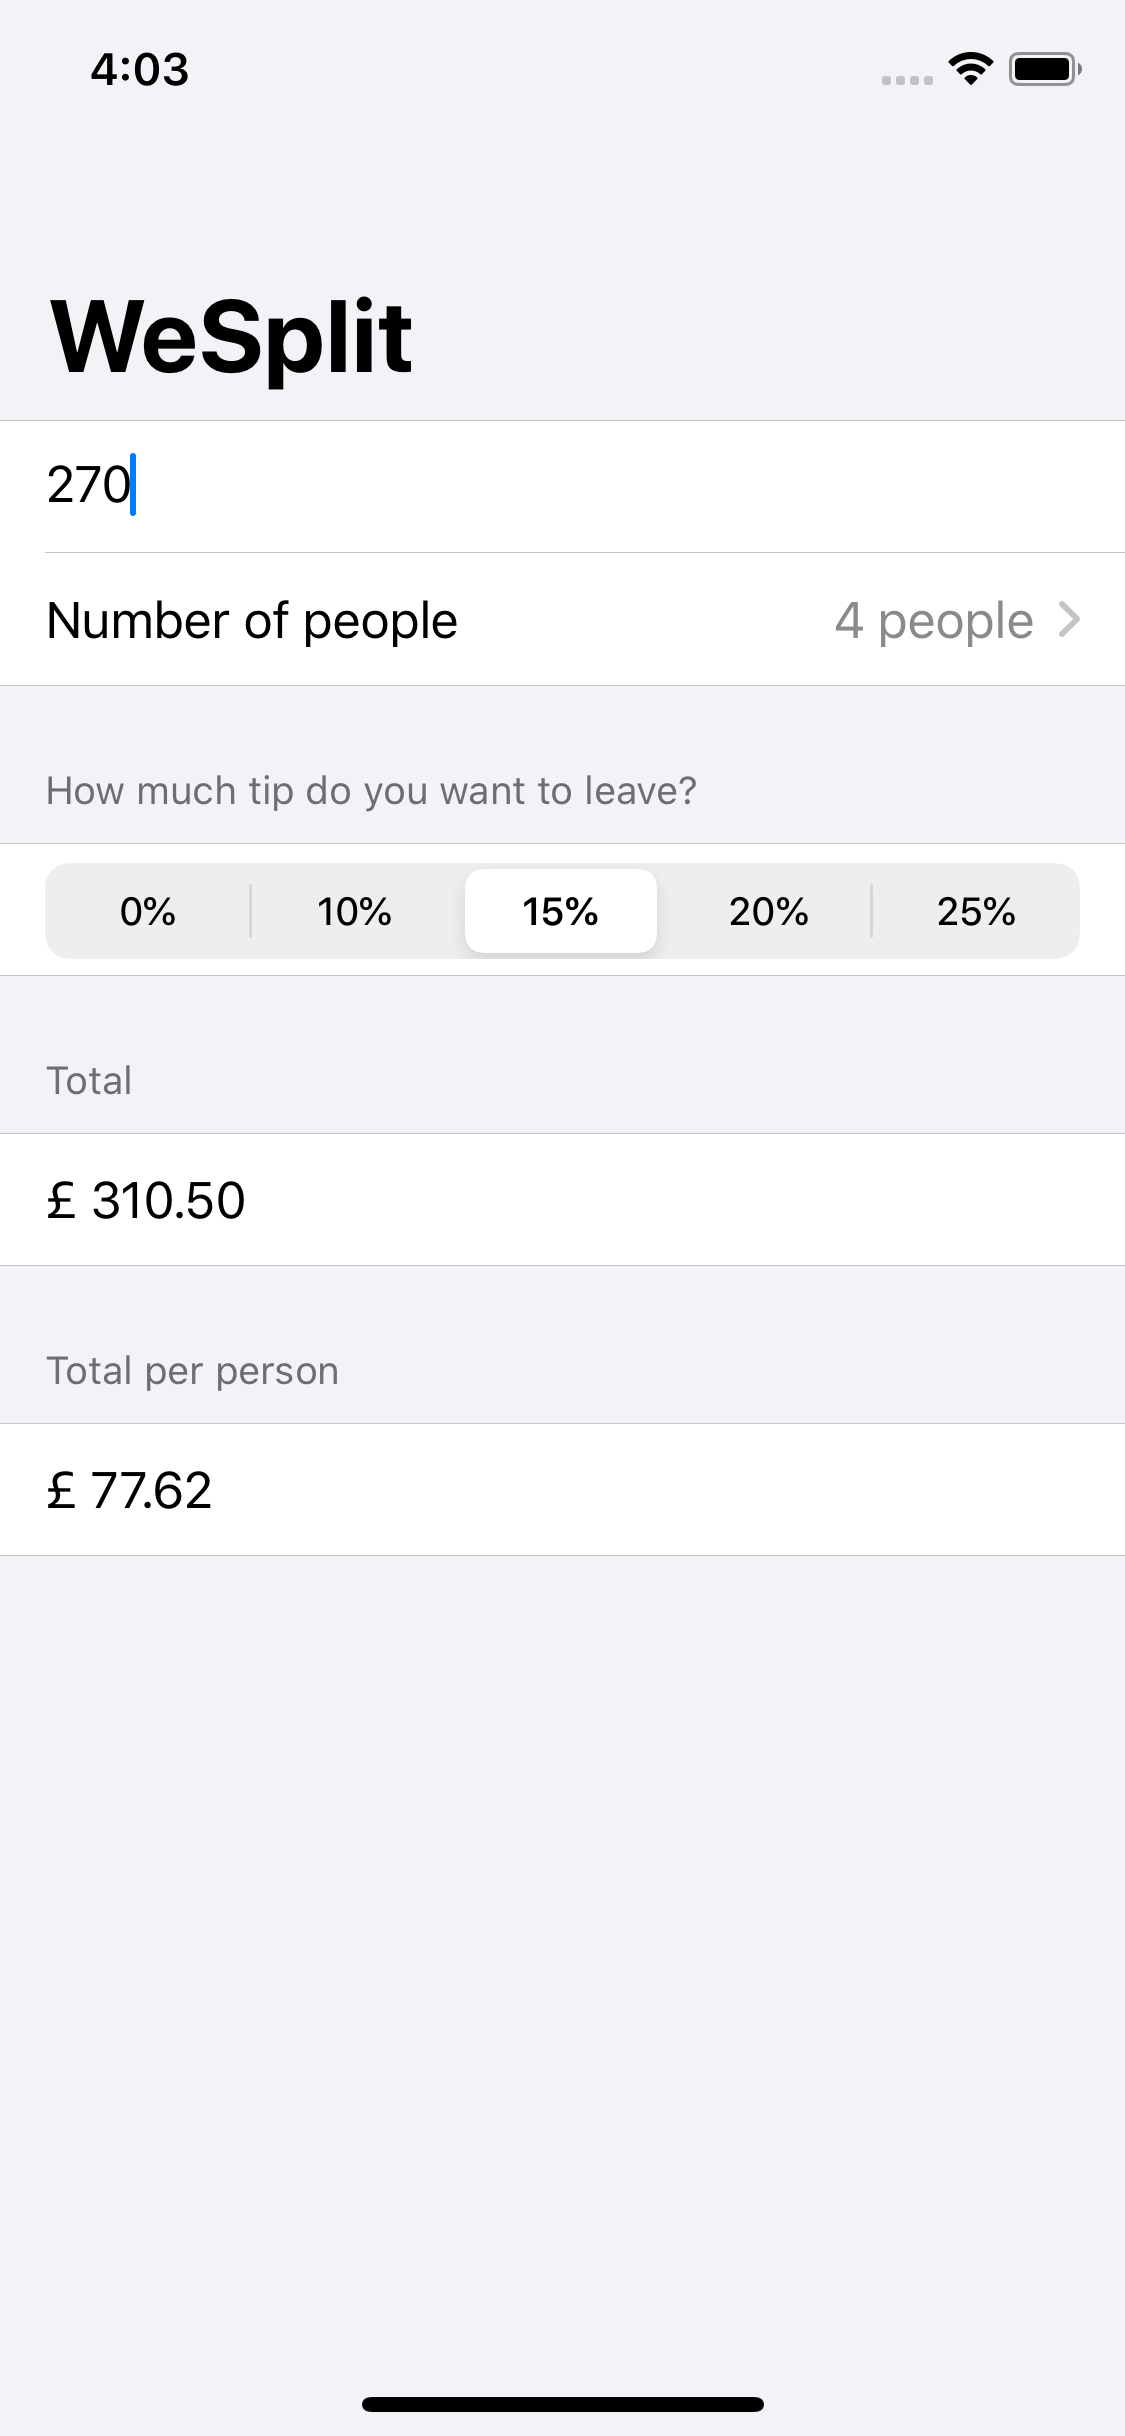 4:03
WeSplit
270
Number of people 4 people
How much tip do you want to leave?
0% 10% 15% 20% 25%
Total
£ 310.50
Total per person
£ 77.62